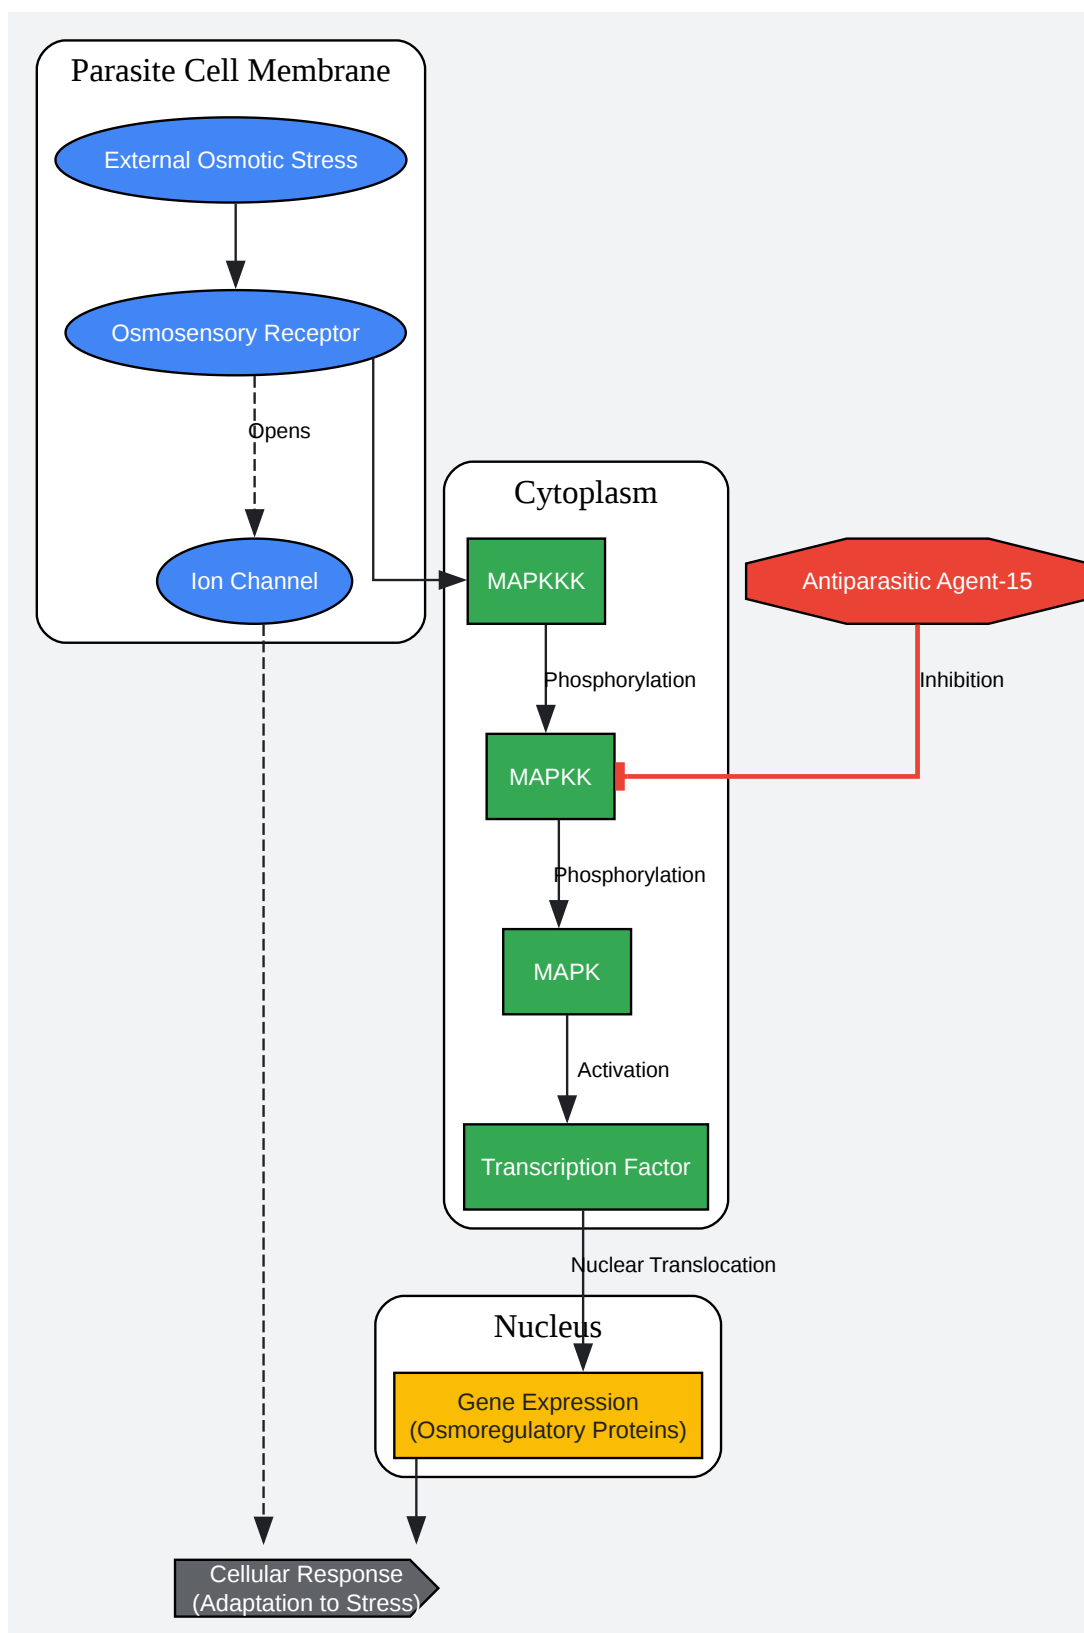 Parasite Cell Membrane
External Osmotic Stress
Osmosensory Receptor
Opens
Ion Channel
Cytoplasm
MAPKKK
Antiparasitic Agent-15
Phosphorylation
Inhibition
MAPKK
Phosphorylation
MAPK
Activation
Transcription Factor
Nuclear Translocation
Nucleus
Gene Expression
(Osmoregulatory Proteins)
Cellular Response
(Adaptation to Stress)